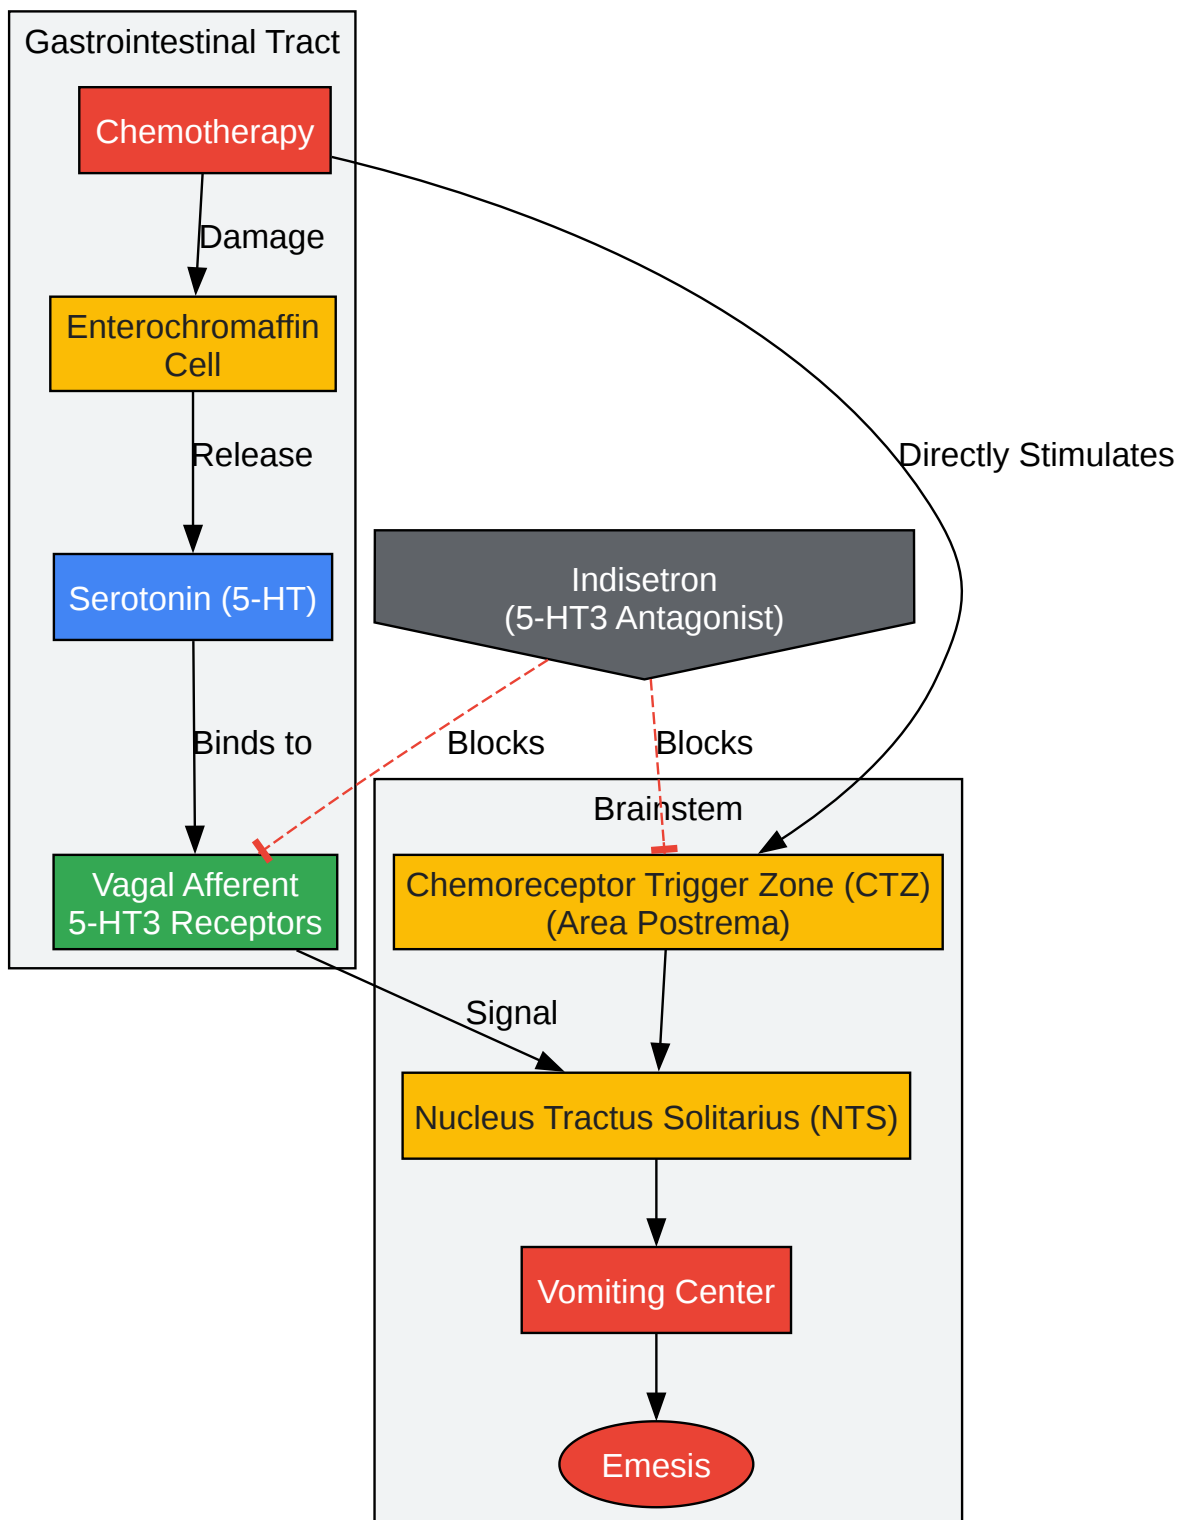 Gastrointestinal Tract
Chemotherapy
Damage
Enterochromaffin
Cell
Release
Directly Stimulates
Serotonin (5-HT)
Indisetron
(5-HT3 Antagonist)
Binds to
Blocks
Blocks
Brainstem
Vagal Afferent
5-HT3 Receptors
Chemoreceptor Trigger Zone (CTZ)
(Area Postrema)
Signal
Nucleus Tractus Solitarius (NTS)
Vomiting Center
Emesis